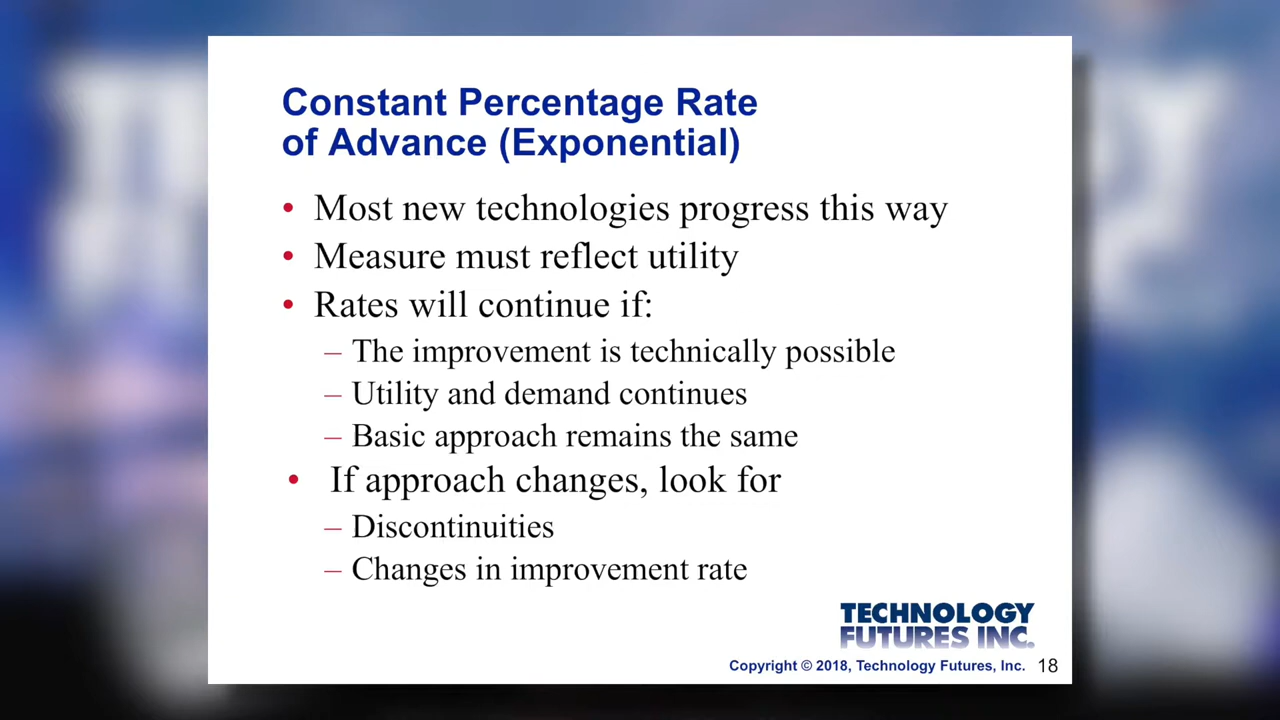 Constant Percentage Rate
of Advance (Exponential)
• Most new technologies progress this way
• Measure must reflect utility
• Rates will continue if:
– The improvement is technically possible
– Utility and demand continues
– Basic approach remains the same
• If approach changes, look for
– Discontinuities
– Changes in improvement rate
TECHNOLOGY
FUTURES INC.
Copyright © 2018, Technology Futures, Inc. 18